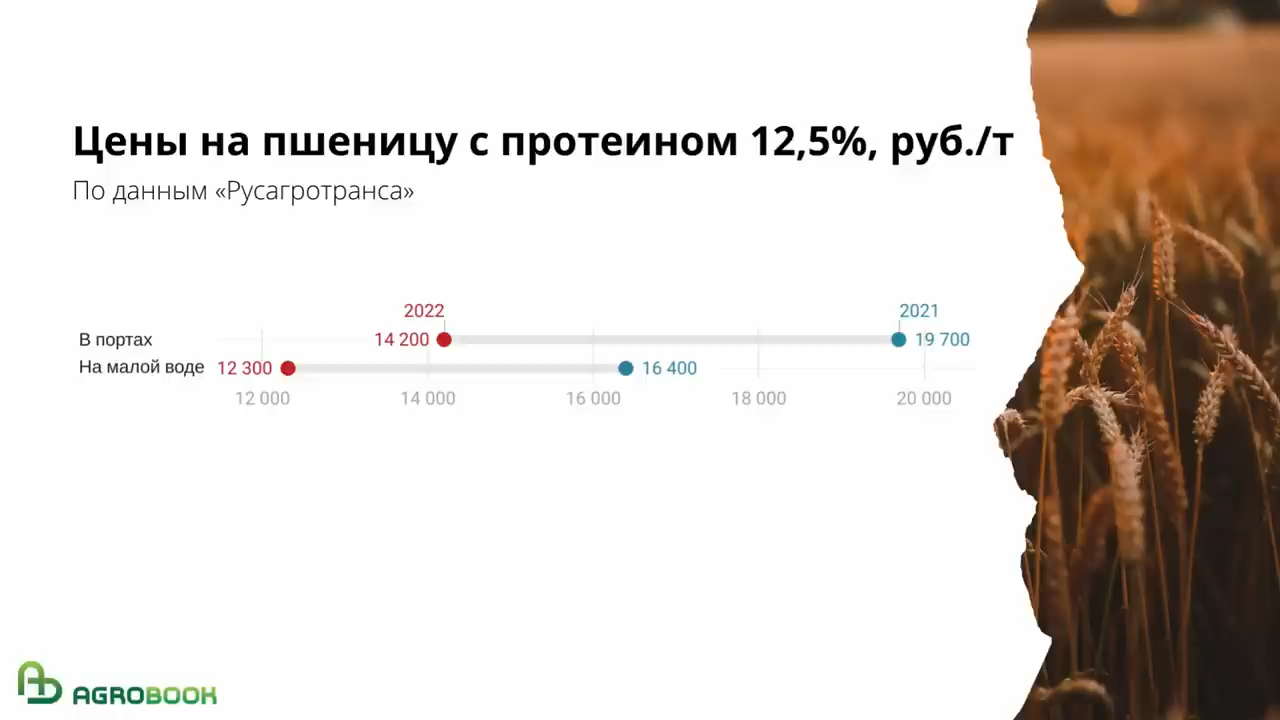 Цены на пшеницу с протеином 12,5%, руб./т
По данным «Русагротранса»
2022 2021
В портах 14 200 19 700
На малой воде 12 300 16 400
12 000 14 000 16 000 18 000 20 000
AGROBOOK